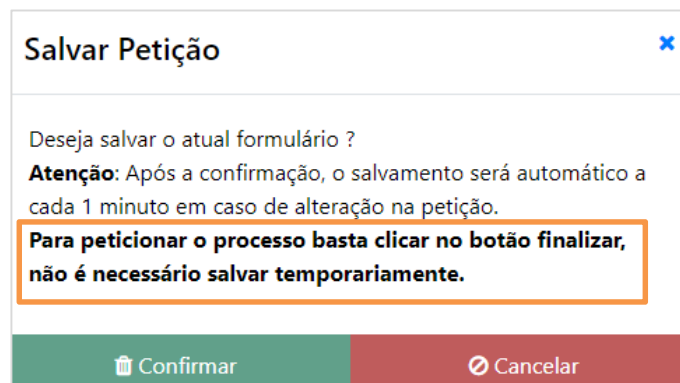 Salvar Petição
Deseja salvar o atual formulário ?
Atenção: Após a confirmação, o salvamento será automático a
cada 1 minuto em caso de alteração na petição.
Para peticionar o processo basta clicar no botão finalizar,
não é necessário salvar temporariamente.
Confirmar
Cancelar